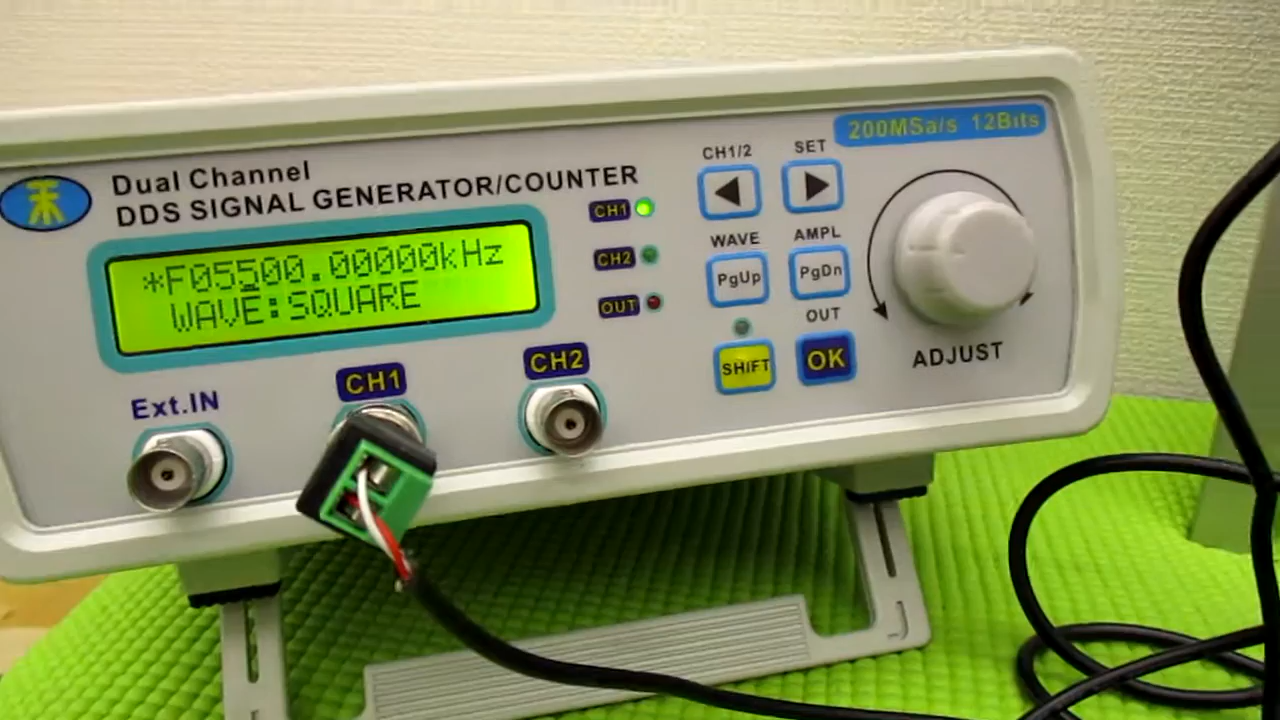 200MSa/s 12Bits
Dual Channel
DDS SIGNAL GENERATOR/COUNTER
*F05500.00000kHz
WAVE:SQUARE
CH1
CH2
OUT
CH1/2
SET
WAVE
AMPL
PgUp
PgDn
OUT
SHIFT
OK
ADJUST
Ext.IN
CH1
CH2